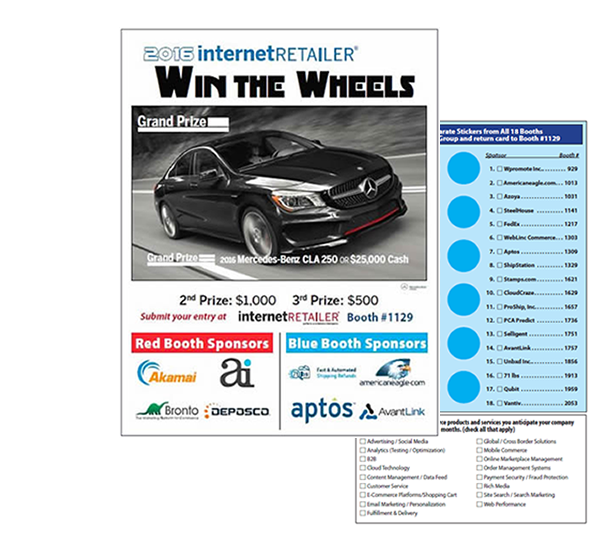 2016 internetRETAILER®
WIN THE WHEELS
Grand Prize
Grand Prize 2016 Mercedes-Benz CLA 250 OR $25,000 Cash
2nd Prize: $1,000 3rd Prize: $500
Submit your entry at internetRETAILER® Booth #1129
Red Booth Sponsors
Blue Booth Sponsors
Akamai
ai
Fast & Automated
Shipping Refunds
americaneagle.com
Bronto
DEPOSCO
aptos
AvantLink
arate Stickers from All 18 Booths
Group and return card to Booth #1129
Sponsor Booth #
1. Wpromote Inc. 929
2. Americaneagle.com 1013
3. Azoya 1031
4. SteelHouse 1141
5. FedEx 1217
6. WebLinc Commerce 1303
7. Aptos 1309
8. ShipStation 1329
9. Stamps.com 1621
10. CloudCraze 1629
11. PreShip, Inc. 1657
12. PCA Predict 1736
13. Selligent 1751
14. AvantLink 1757
15. Unbxd Inc. 1856
16. 71 lbs 1913
17. Qubit 1959
18. Vantiv 2053
rce products and services you anticipate your company
months. (check all that apply)
Advertising / Social Media
Analytics (Testing / Optimization)
B2B
Cloud Technology
Content Management / Data Feed
Customer Service
E-Commerce Platforms/Shopping Cart
Email Marketing / Personalization
Fulfillment & Delivery
Global / Cross Border Solutions
Mobile Commerce
Online Marketplace Management
Order Management Systems
Payment Security / Fraud Protection
Rich Media
Site Search / Search Marketing
Web Performance